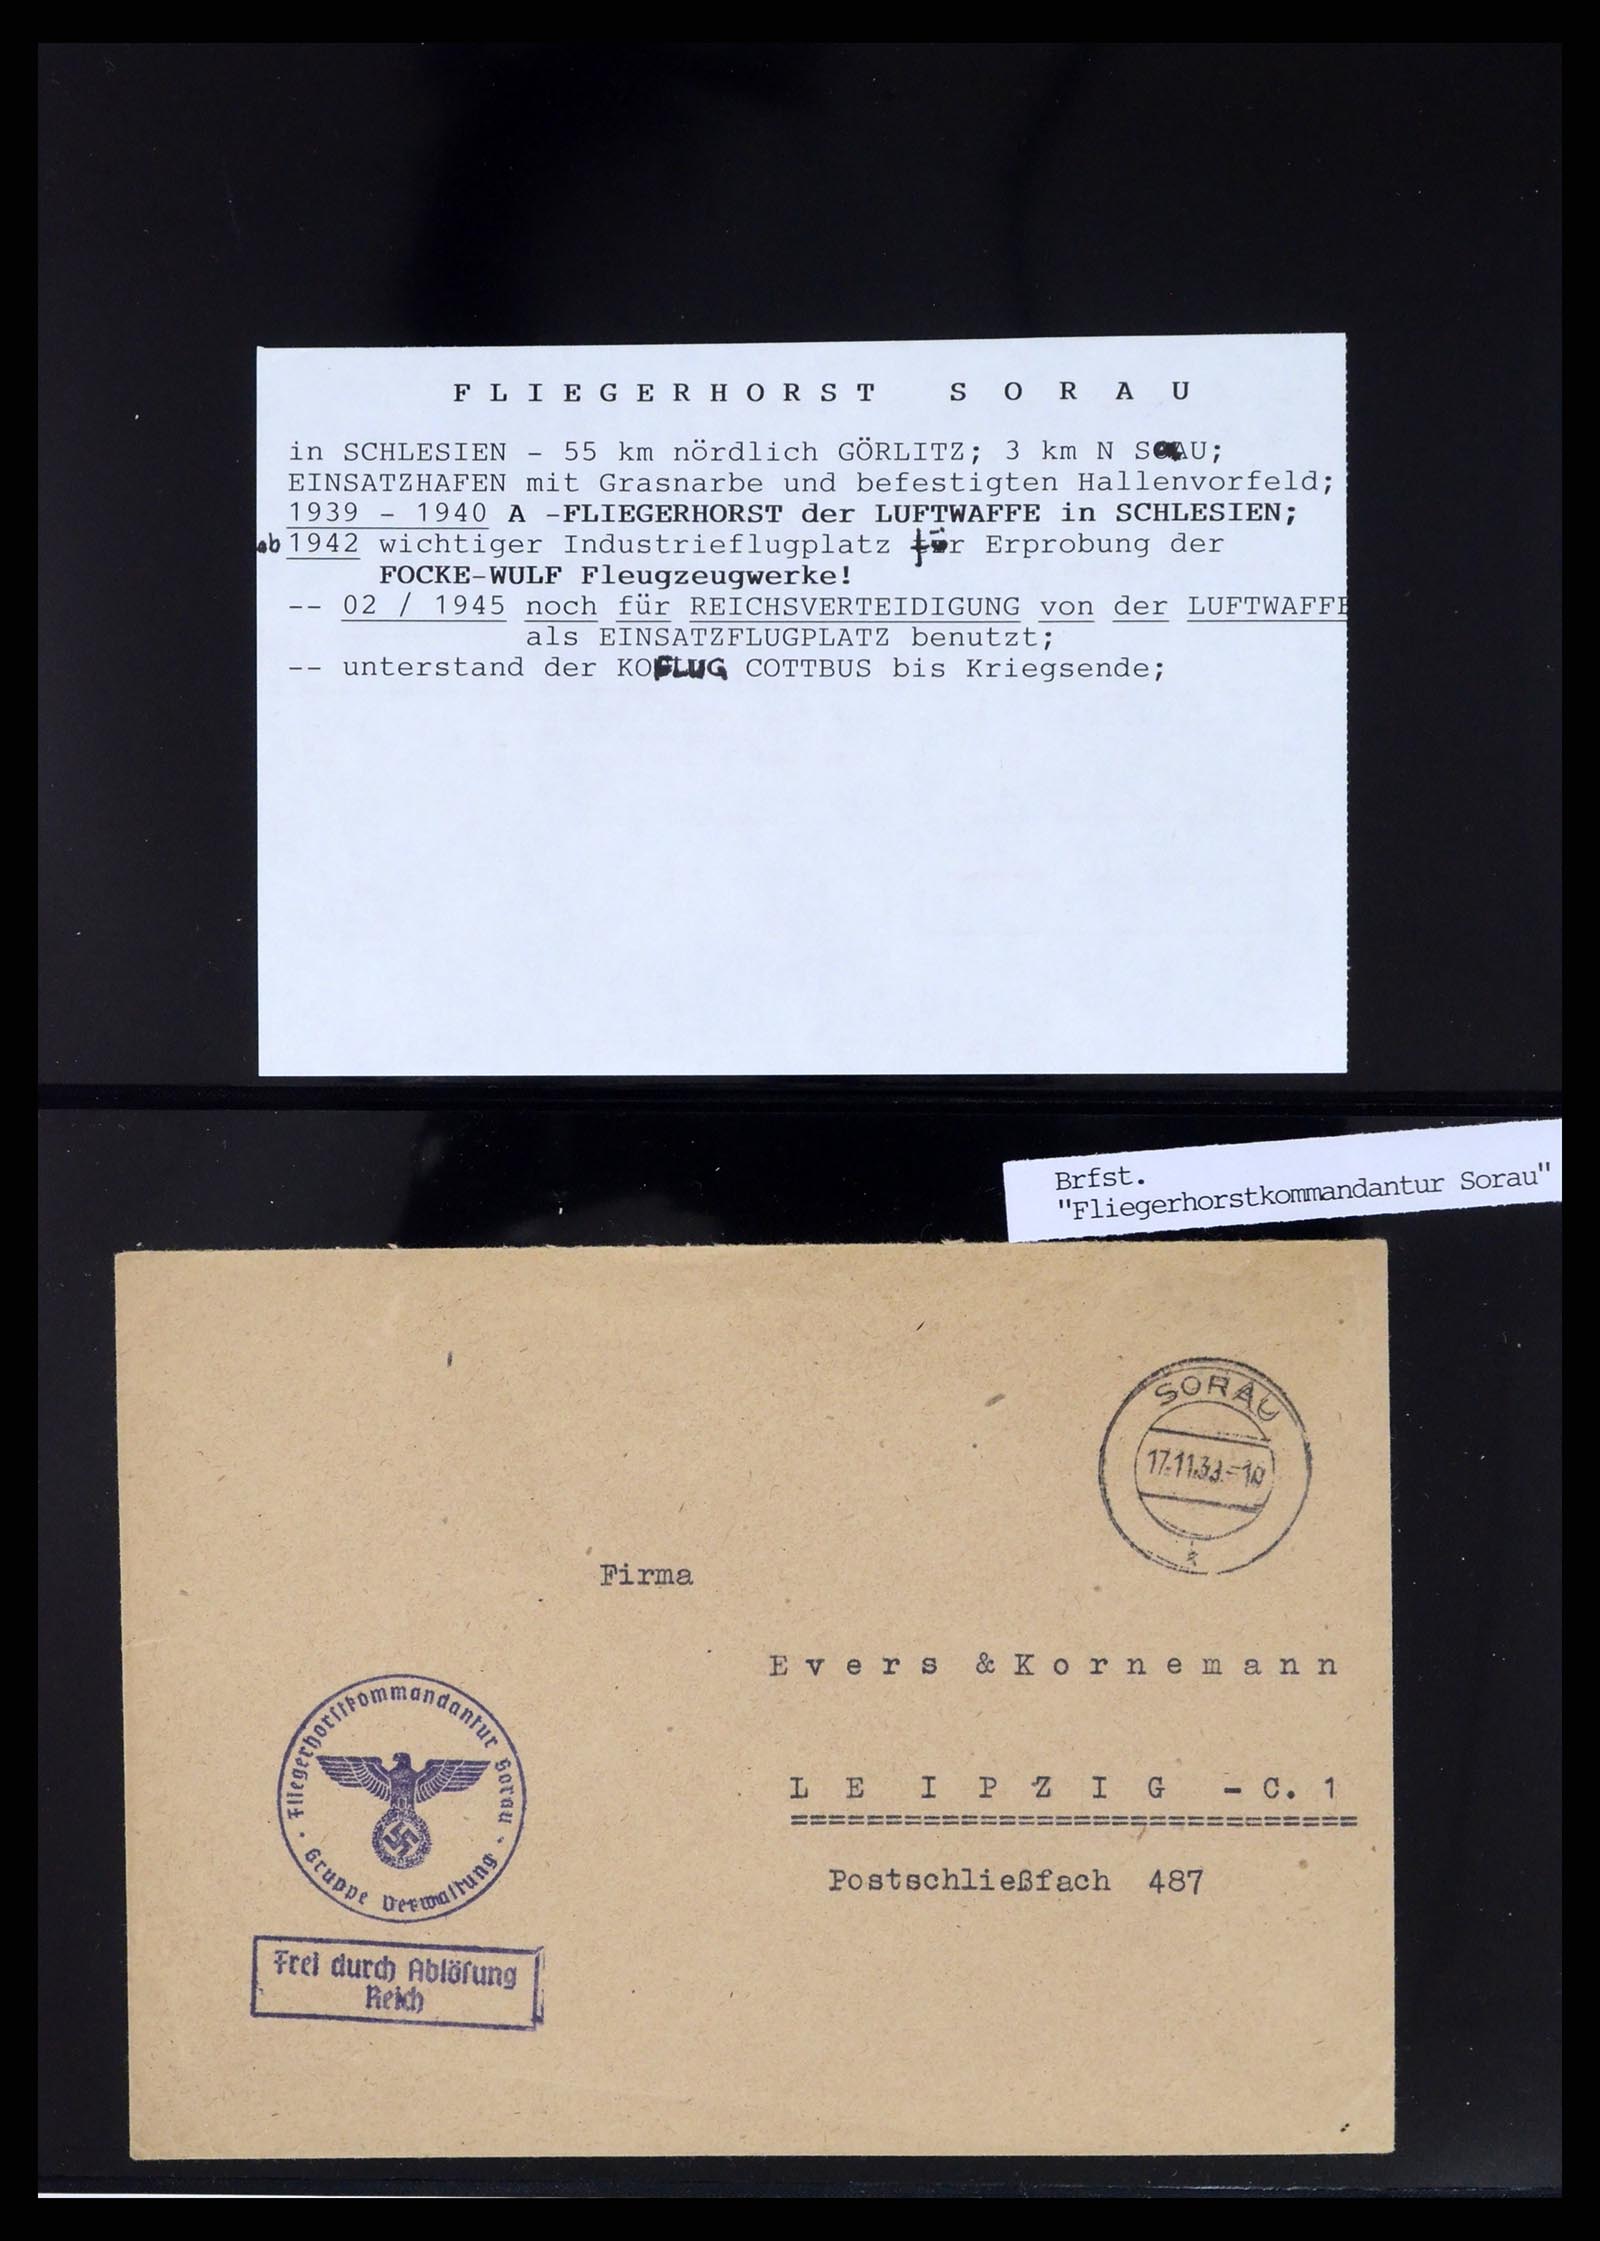 FLIEGERHORST SORAU
in SCHLESIEN - 55 km nördlich GÖRLITZ; 3 km N SORAU;
EINSATZHAFEN mit Grasnarbe und befestigten Hallenvorfeld;
1939 - 1940 A -FLIEGERHORST der LUFTWAFFE in SCHLESIEN;
ab 1942 wichtiger Industrieflugplatz für Erprobung der
FOCKE-WULF Fleugzeugwerke!
-- 02 / 1945 noch für REICHSVERTEIDIGUNG von der LUFTWAFFE
als EINSATZFLUGPLATZ benutzt;
-- unterstand der KOFLUG COTTBUS bis Kriegsende;
Brfst.
"Fliegerhorstkommandantur Sorau"
SORAU
17.11.39.-18
Firma
Evers & Kornemann
LEIPZIG - C. 1
Postschließfach 487
Fliegerhorstkommandantur Sorau
Gruppe Verwaltung
Frei durch Ablösung
Reich